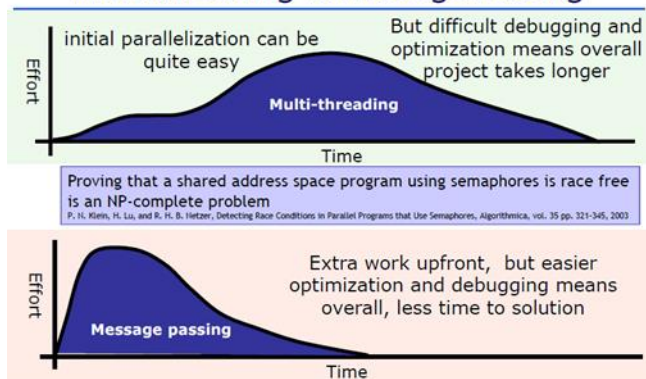 initial parallelization can be
quite easy
But difficult debugging and
optimization means overall
project takes longer
Effort
Multi-threading
Time
Proving that a shared address space program using semaphores is race free
is an NP-complete problem
P. N. Klein, H. Lu, and R. H. B. Netzer, Detecting Race Conditions in Parallel Programs that Use Semaphores, Algorithmica, vol. 35 pp. 321-345, 2003
Extra work upfront, but easier
optimization and debugging means
overall, less time to solution
Effort
Message passing
Time